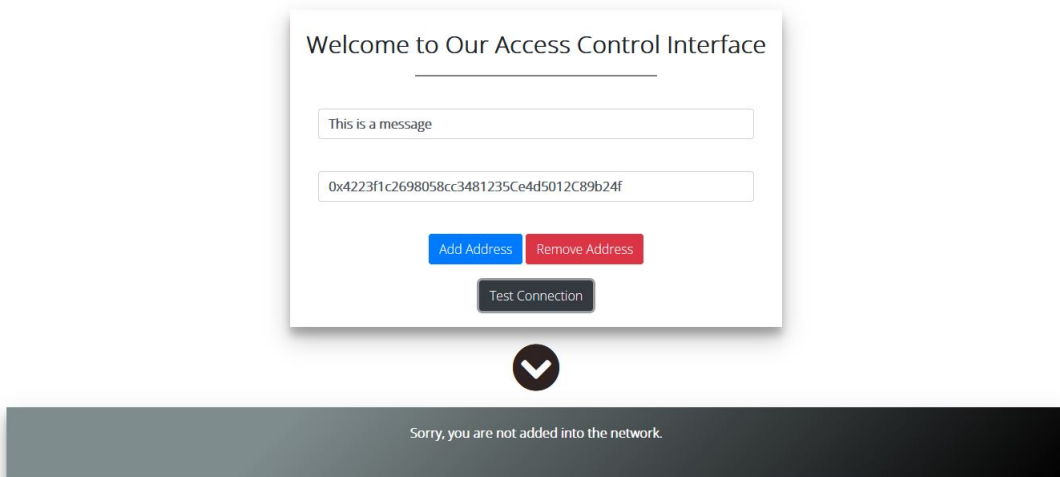 Welcome to Our Access Control Interface
This is a message
0x4223f1c2698058cc3481235Ce4d5012C89b24f
Add Address Remove Address
Test Connection
Sorry, you are not added into the network.